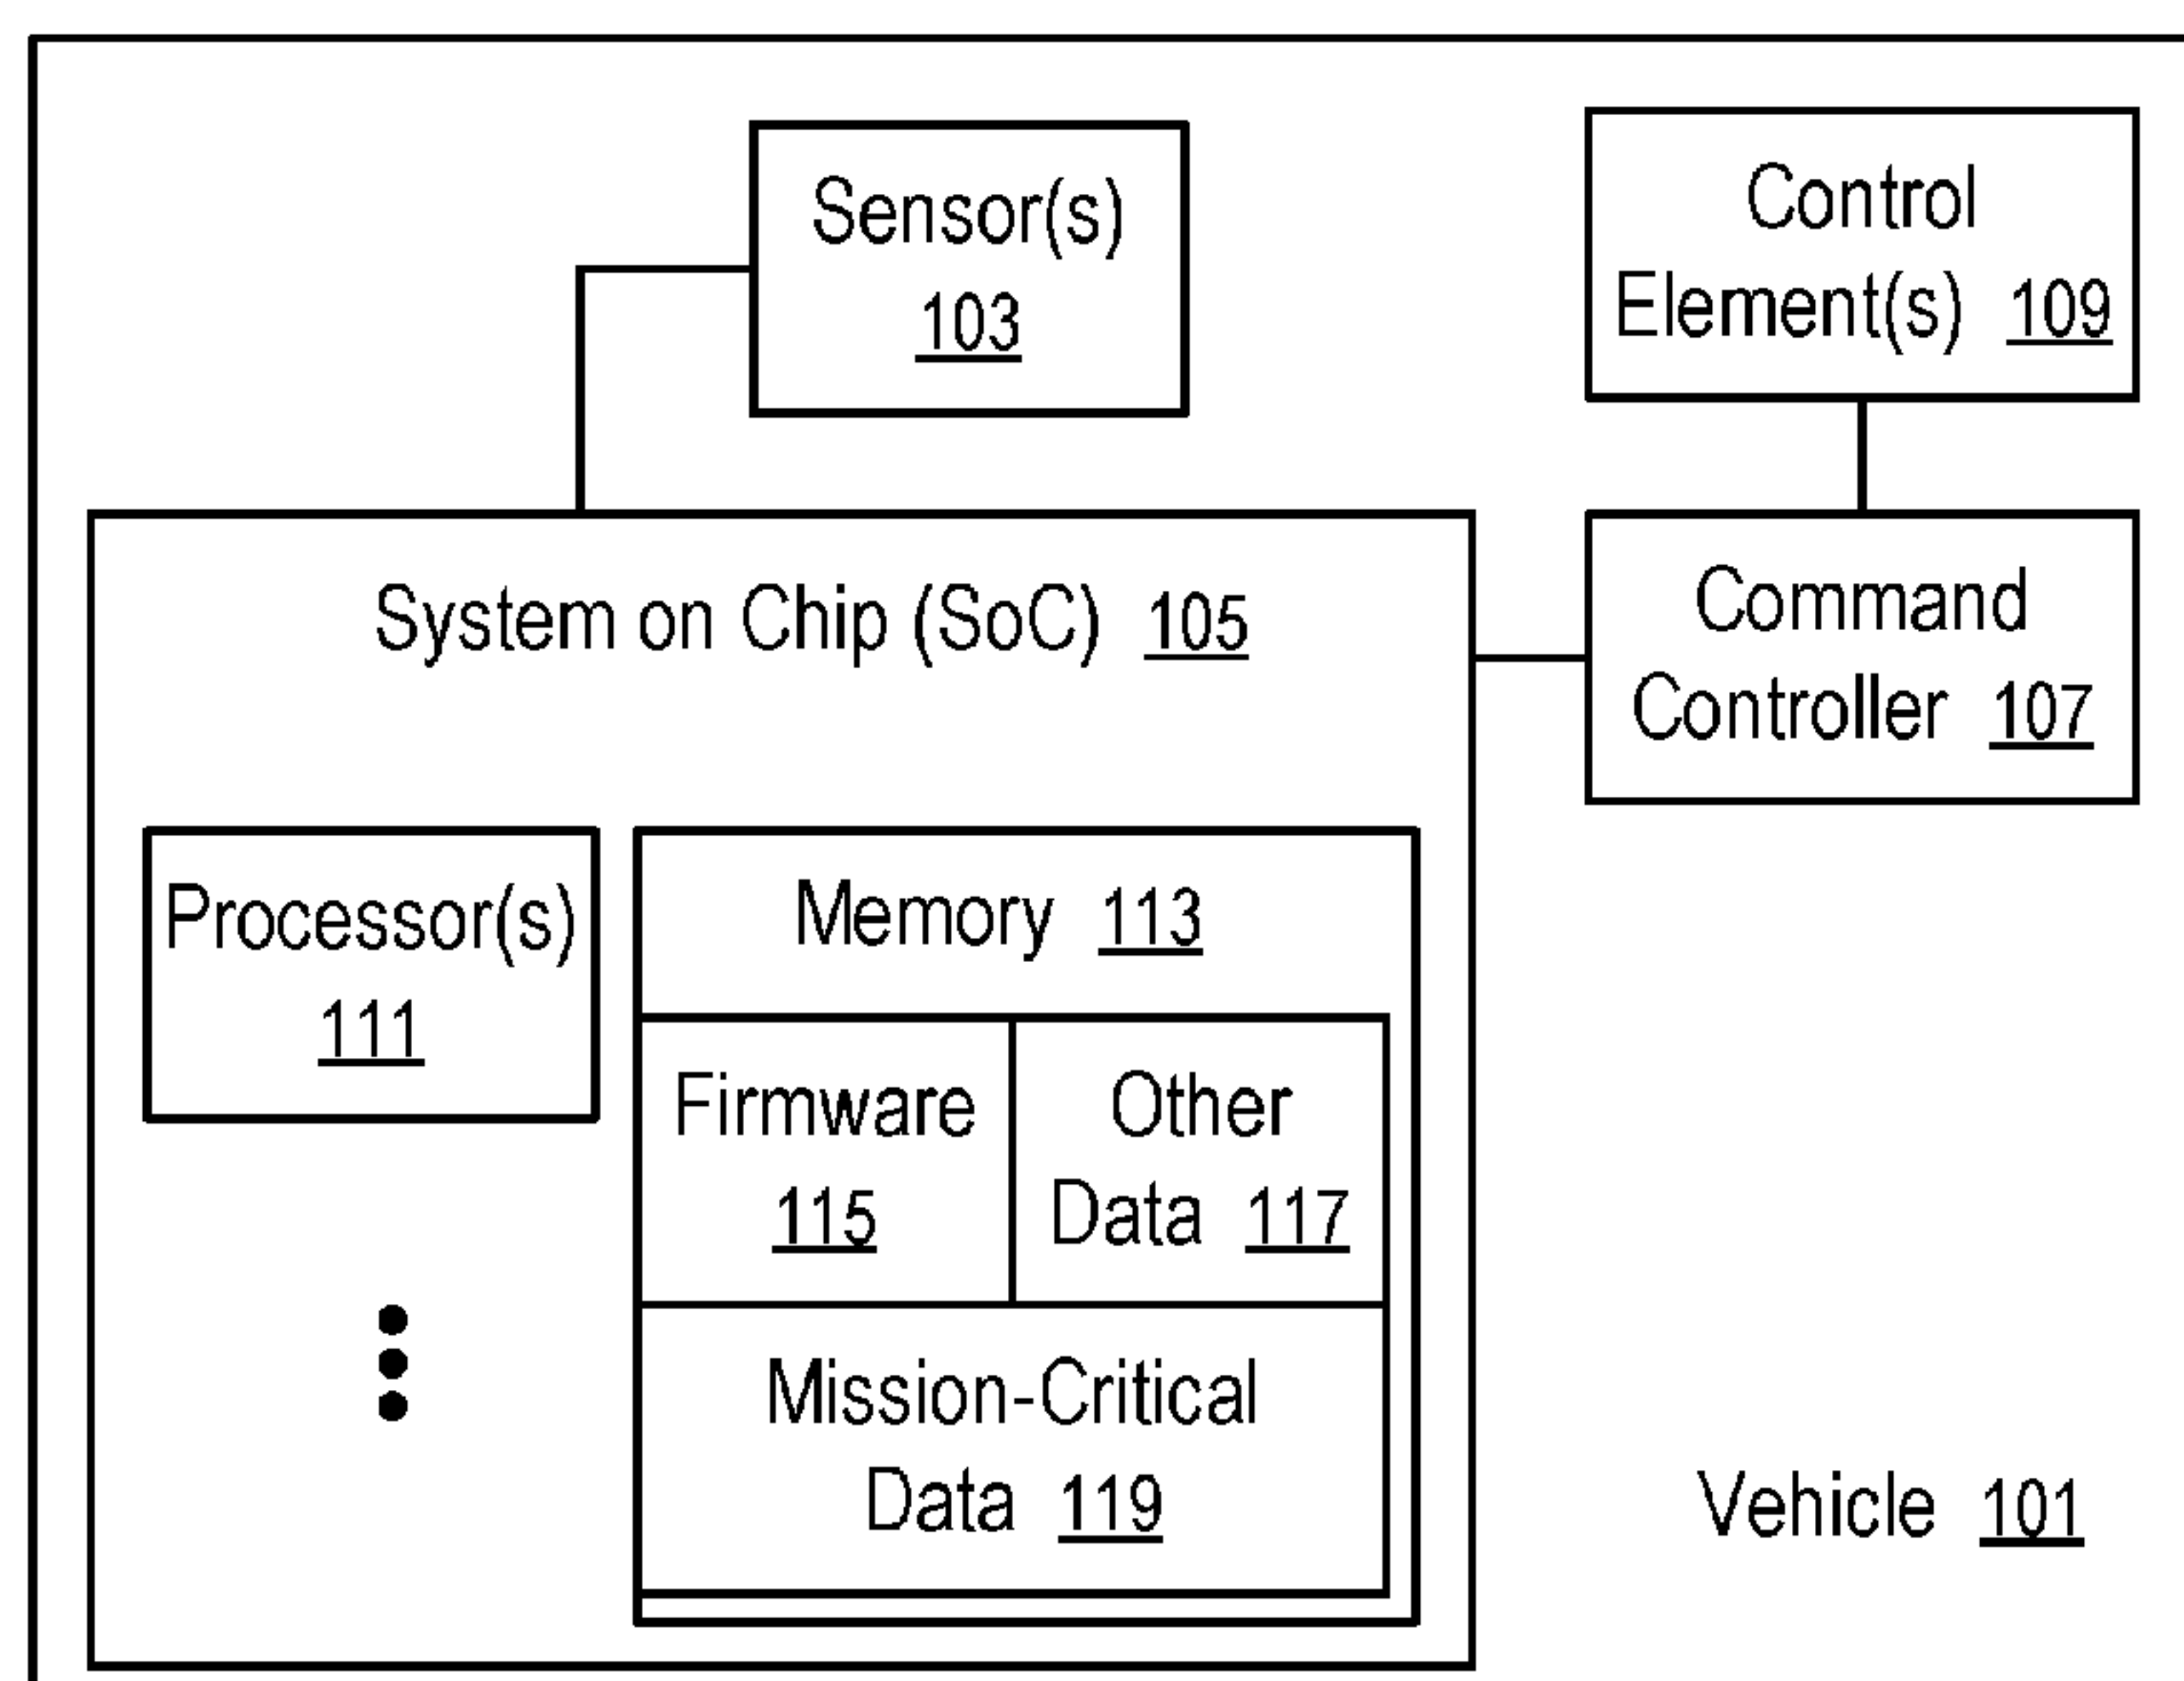 Sensor(s)
103
Control
Element(s) 109
System on Chip (SoC) 105
Command
Controller 107
Processor(s)
111
Memory 113
Firmware
115
Other
Data 117
Mission-Critical
Data 119
Vehicle 101